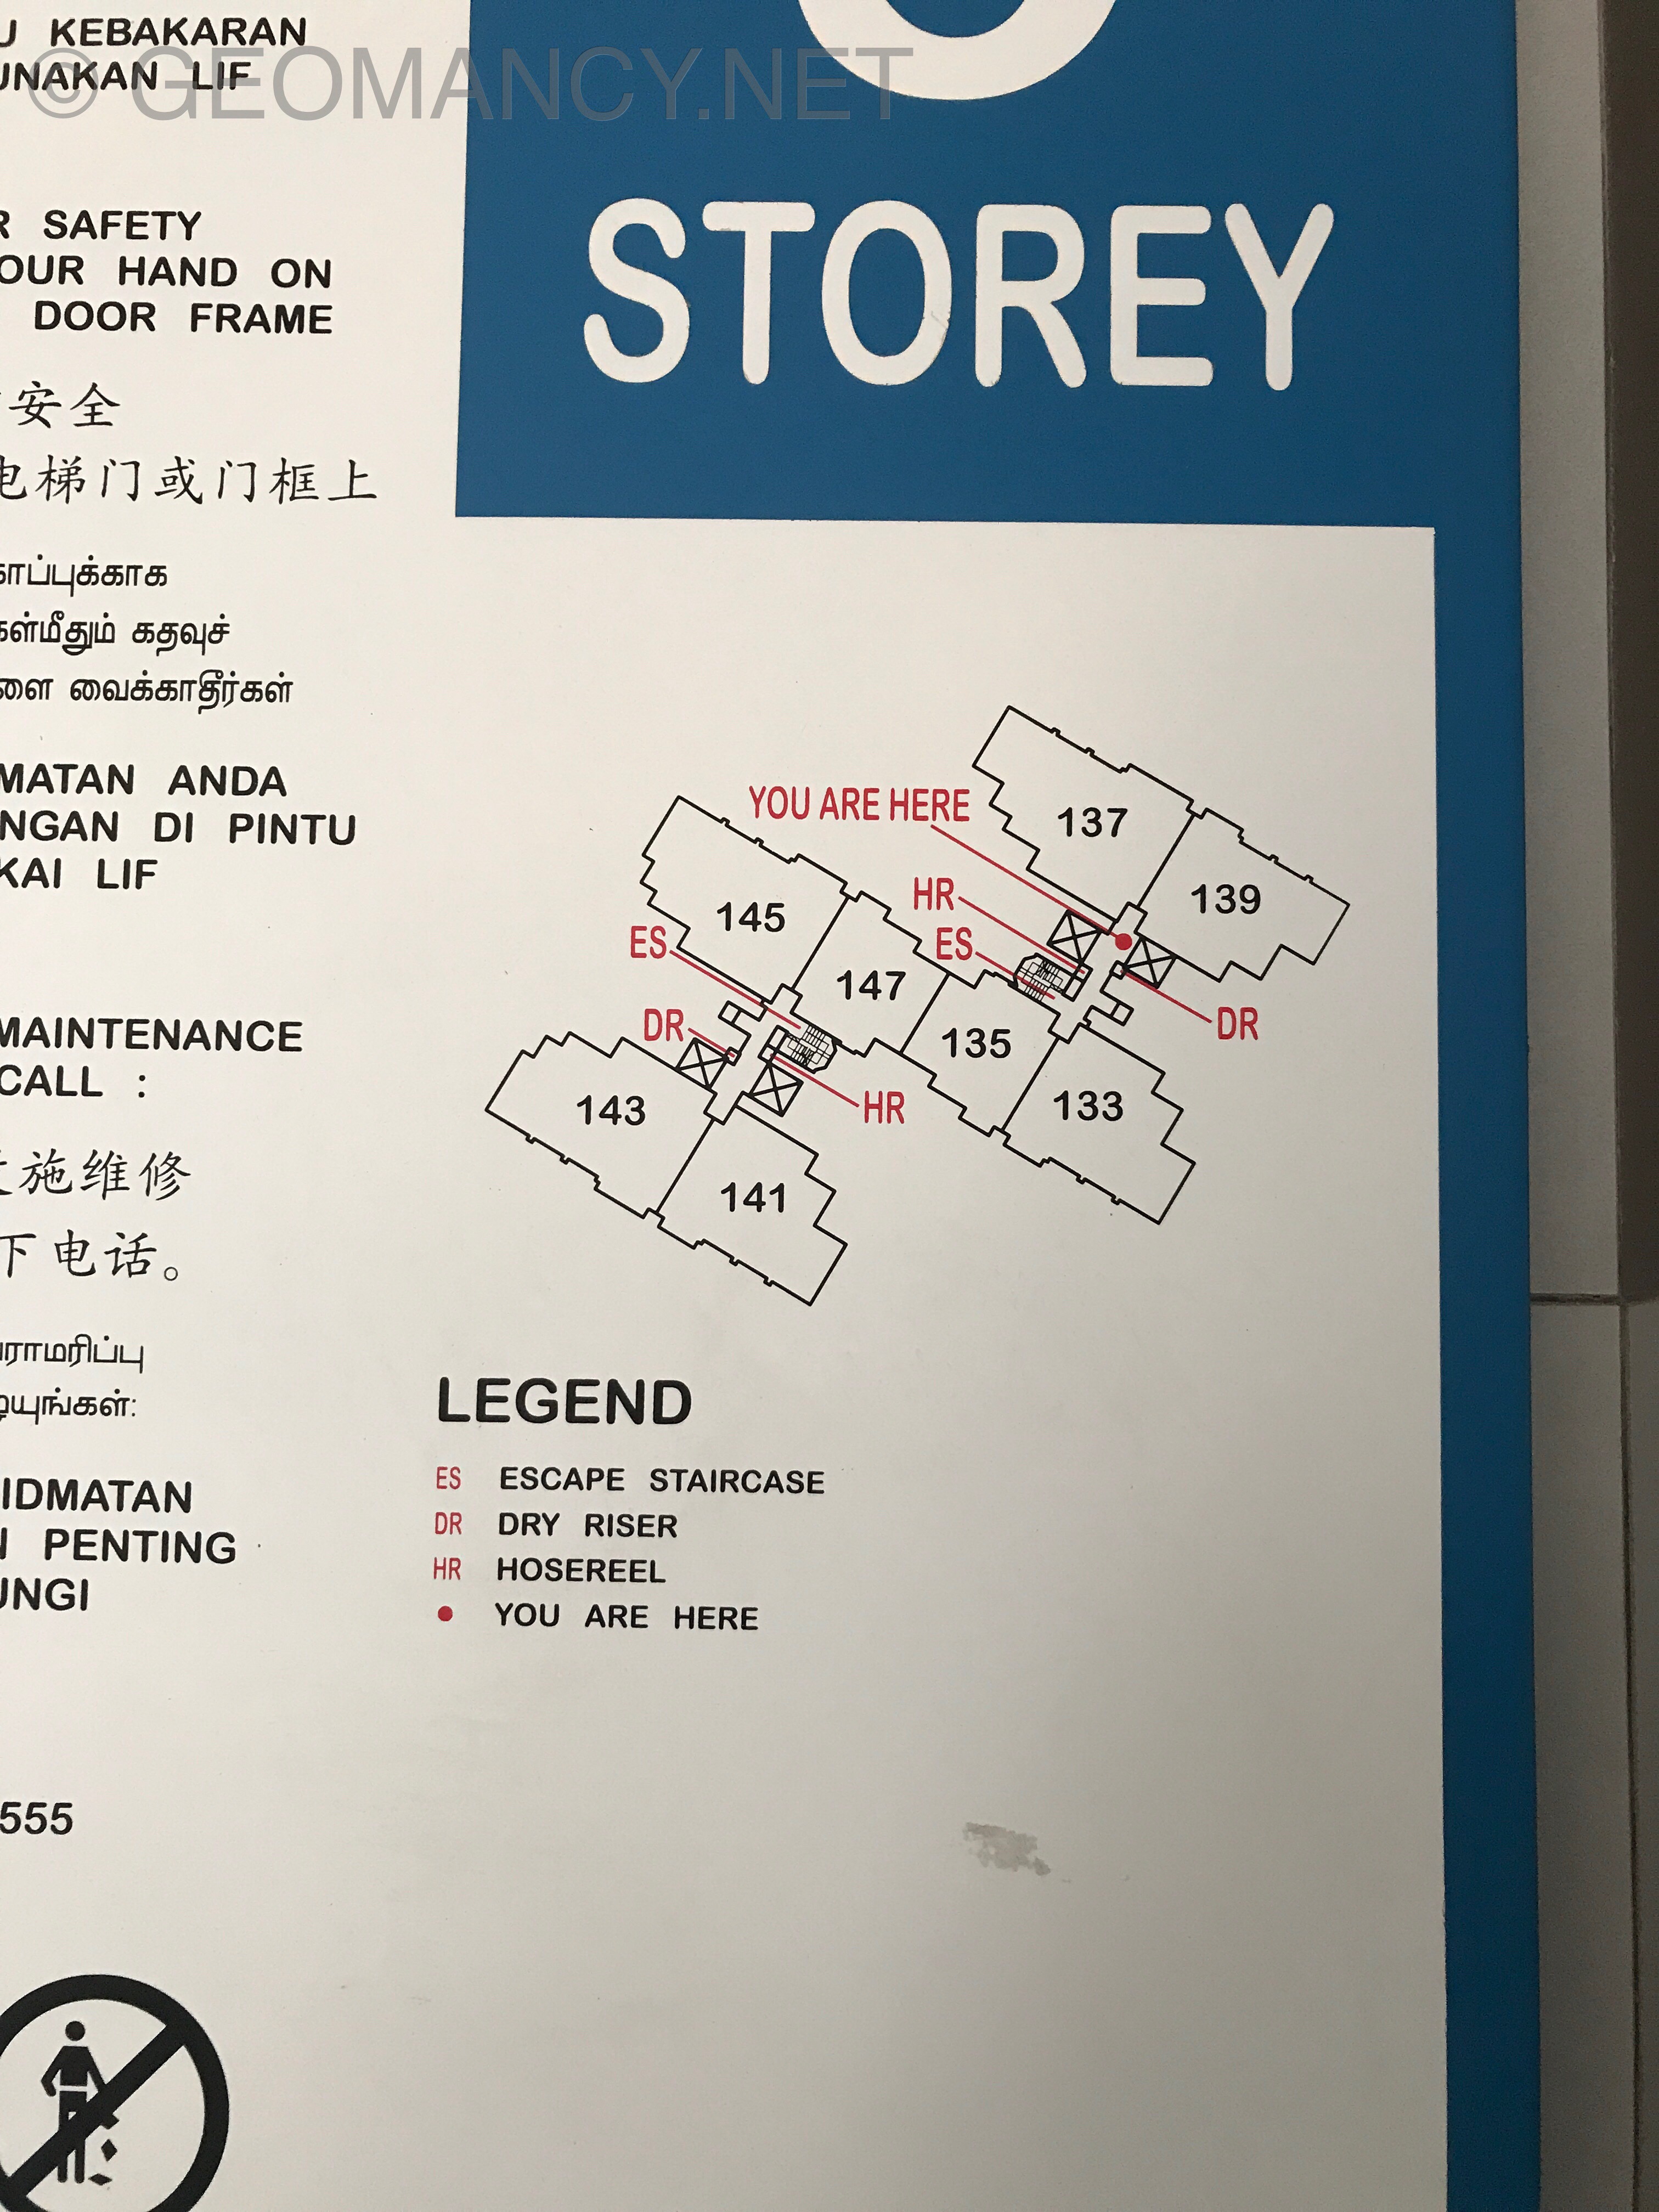 © GEOMANCY.NET
KEBAKARAN
UNAKAN LIF
R SAFETY
OUR HAND ON
DOOR FRAME
安全
电梯门或门框上
காப்புக்காக
கள்மீதும் கதவுச்
ளை வைக்காதீர்கள்
MATAN ANDA
NGAN DI PINTU
KAI LIF
MAINTENANCE
CALL :
施维修
下电话。
ராமரிப்பு
யுங்கள்:
IDMATAN
PENTING
UNGI
555
STOREY
YOU ARE HERE
137
139
HR
ES
DR
145
147
135
133
ES
DR
HR
143
141
LEGEND
ES ESCAPE STAIRCASE
DR DRY RISER
HR HOSEREEL
● YOU ARE HERE